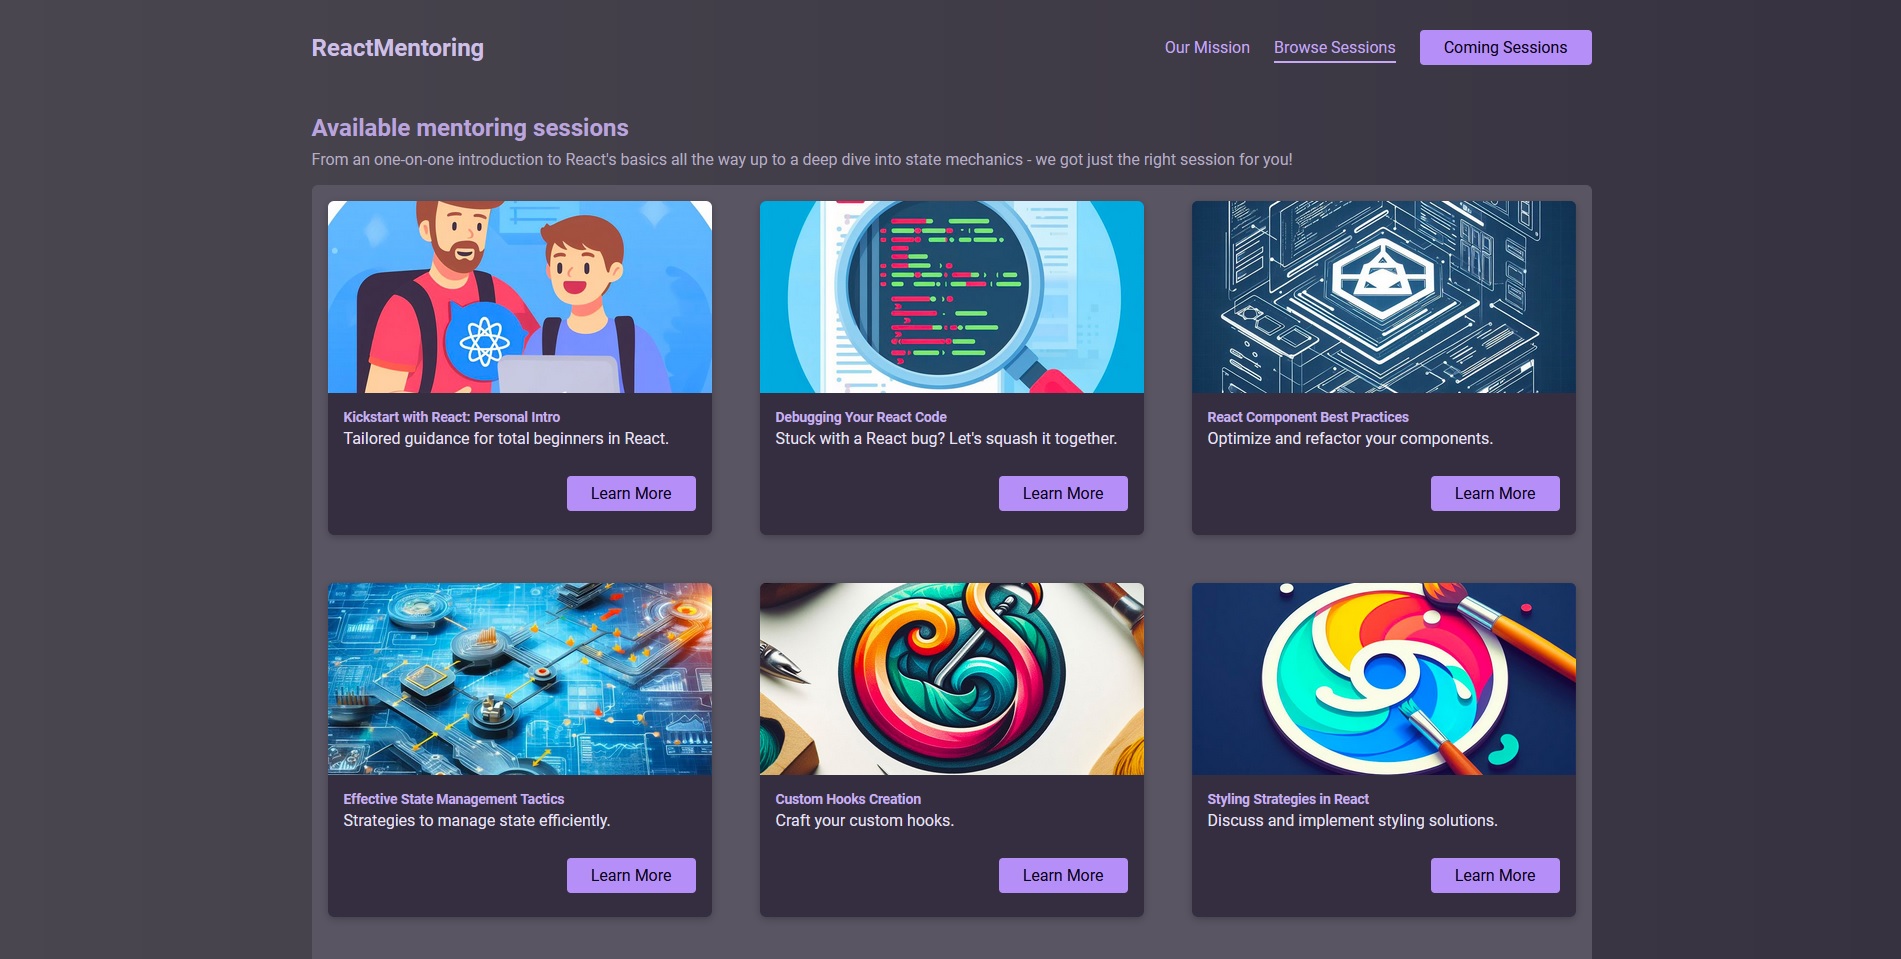 ReactMentoring
Our Mission
Browse Sessions
Coming Sessions
Available mentoring sessions
From an one-on-one introduction to React's basics all the way up to a deep dive into state mechanics - we got just the right session for you!
Kickstart with React: Personal Intro
Tailored guidance for total beginners in React.
Learn More
Debugging Your React Code
Stuck with a React bug? Let's squash it together.
Learn More
React Component Best Practices
Optimize and refactor your components.
Learn More
Effective State Management Tactics
Strategies to manage state efficiently.
Learn More
Custom Hooks Creation
Craft your custom hooks.
Learn More
Styling Strategies in React
Discuss and implement styling solutions.
Learn More